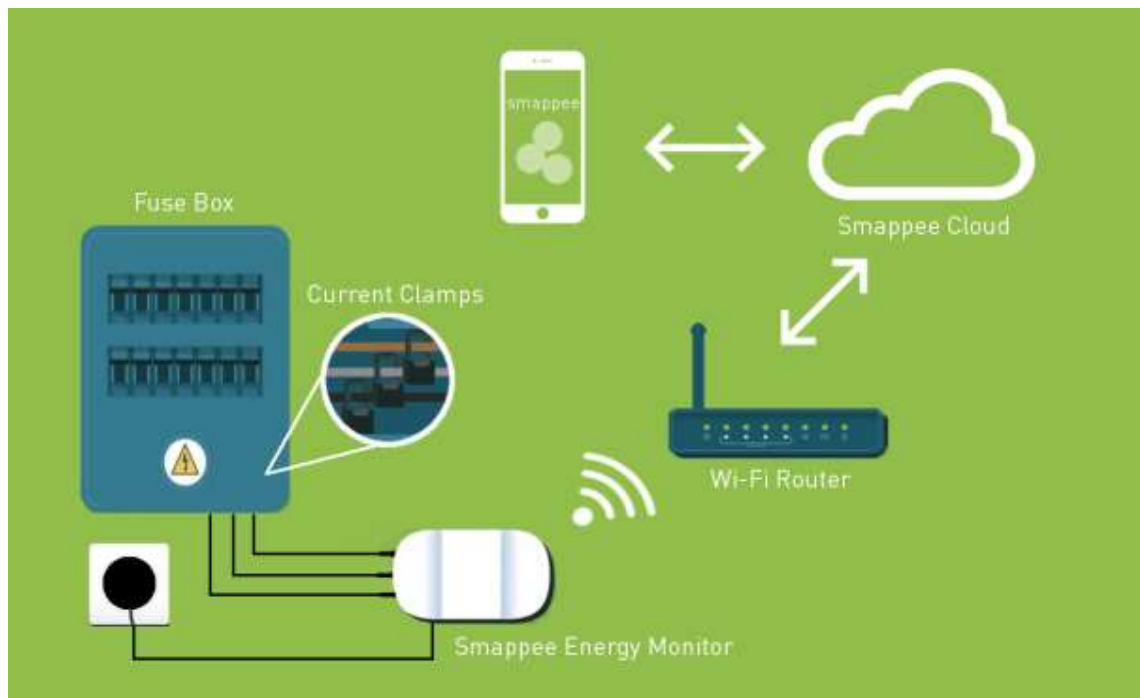 smappee
Fuse Box
Smappee Cloud
Current Clamps
Wi-Fi Router
Smappee Energy Monitor